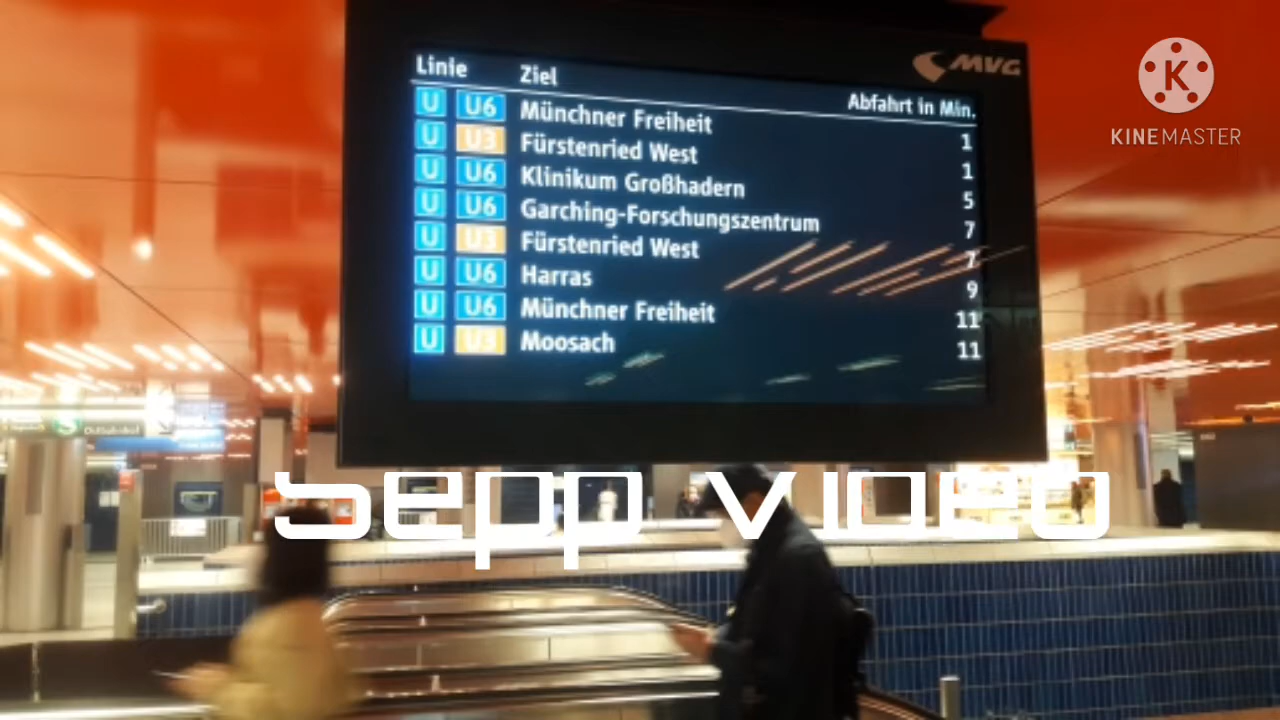 MVG
Linie Ziel Abfahrt in Min.
U U6 Münchner Freiheit 1
U U3 Fürstenried West 1
U U6 Klinikum Großhadern 5
U U6 Garching-Forschungszentrum 7
U U3 Fürstenried West 7
U U6 Harras 9
U U6 Münchner Freiheit 11
U U3 Moosach 11
K
KINEMASTER
S Ostbahnhof
Sepp Video